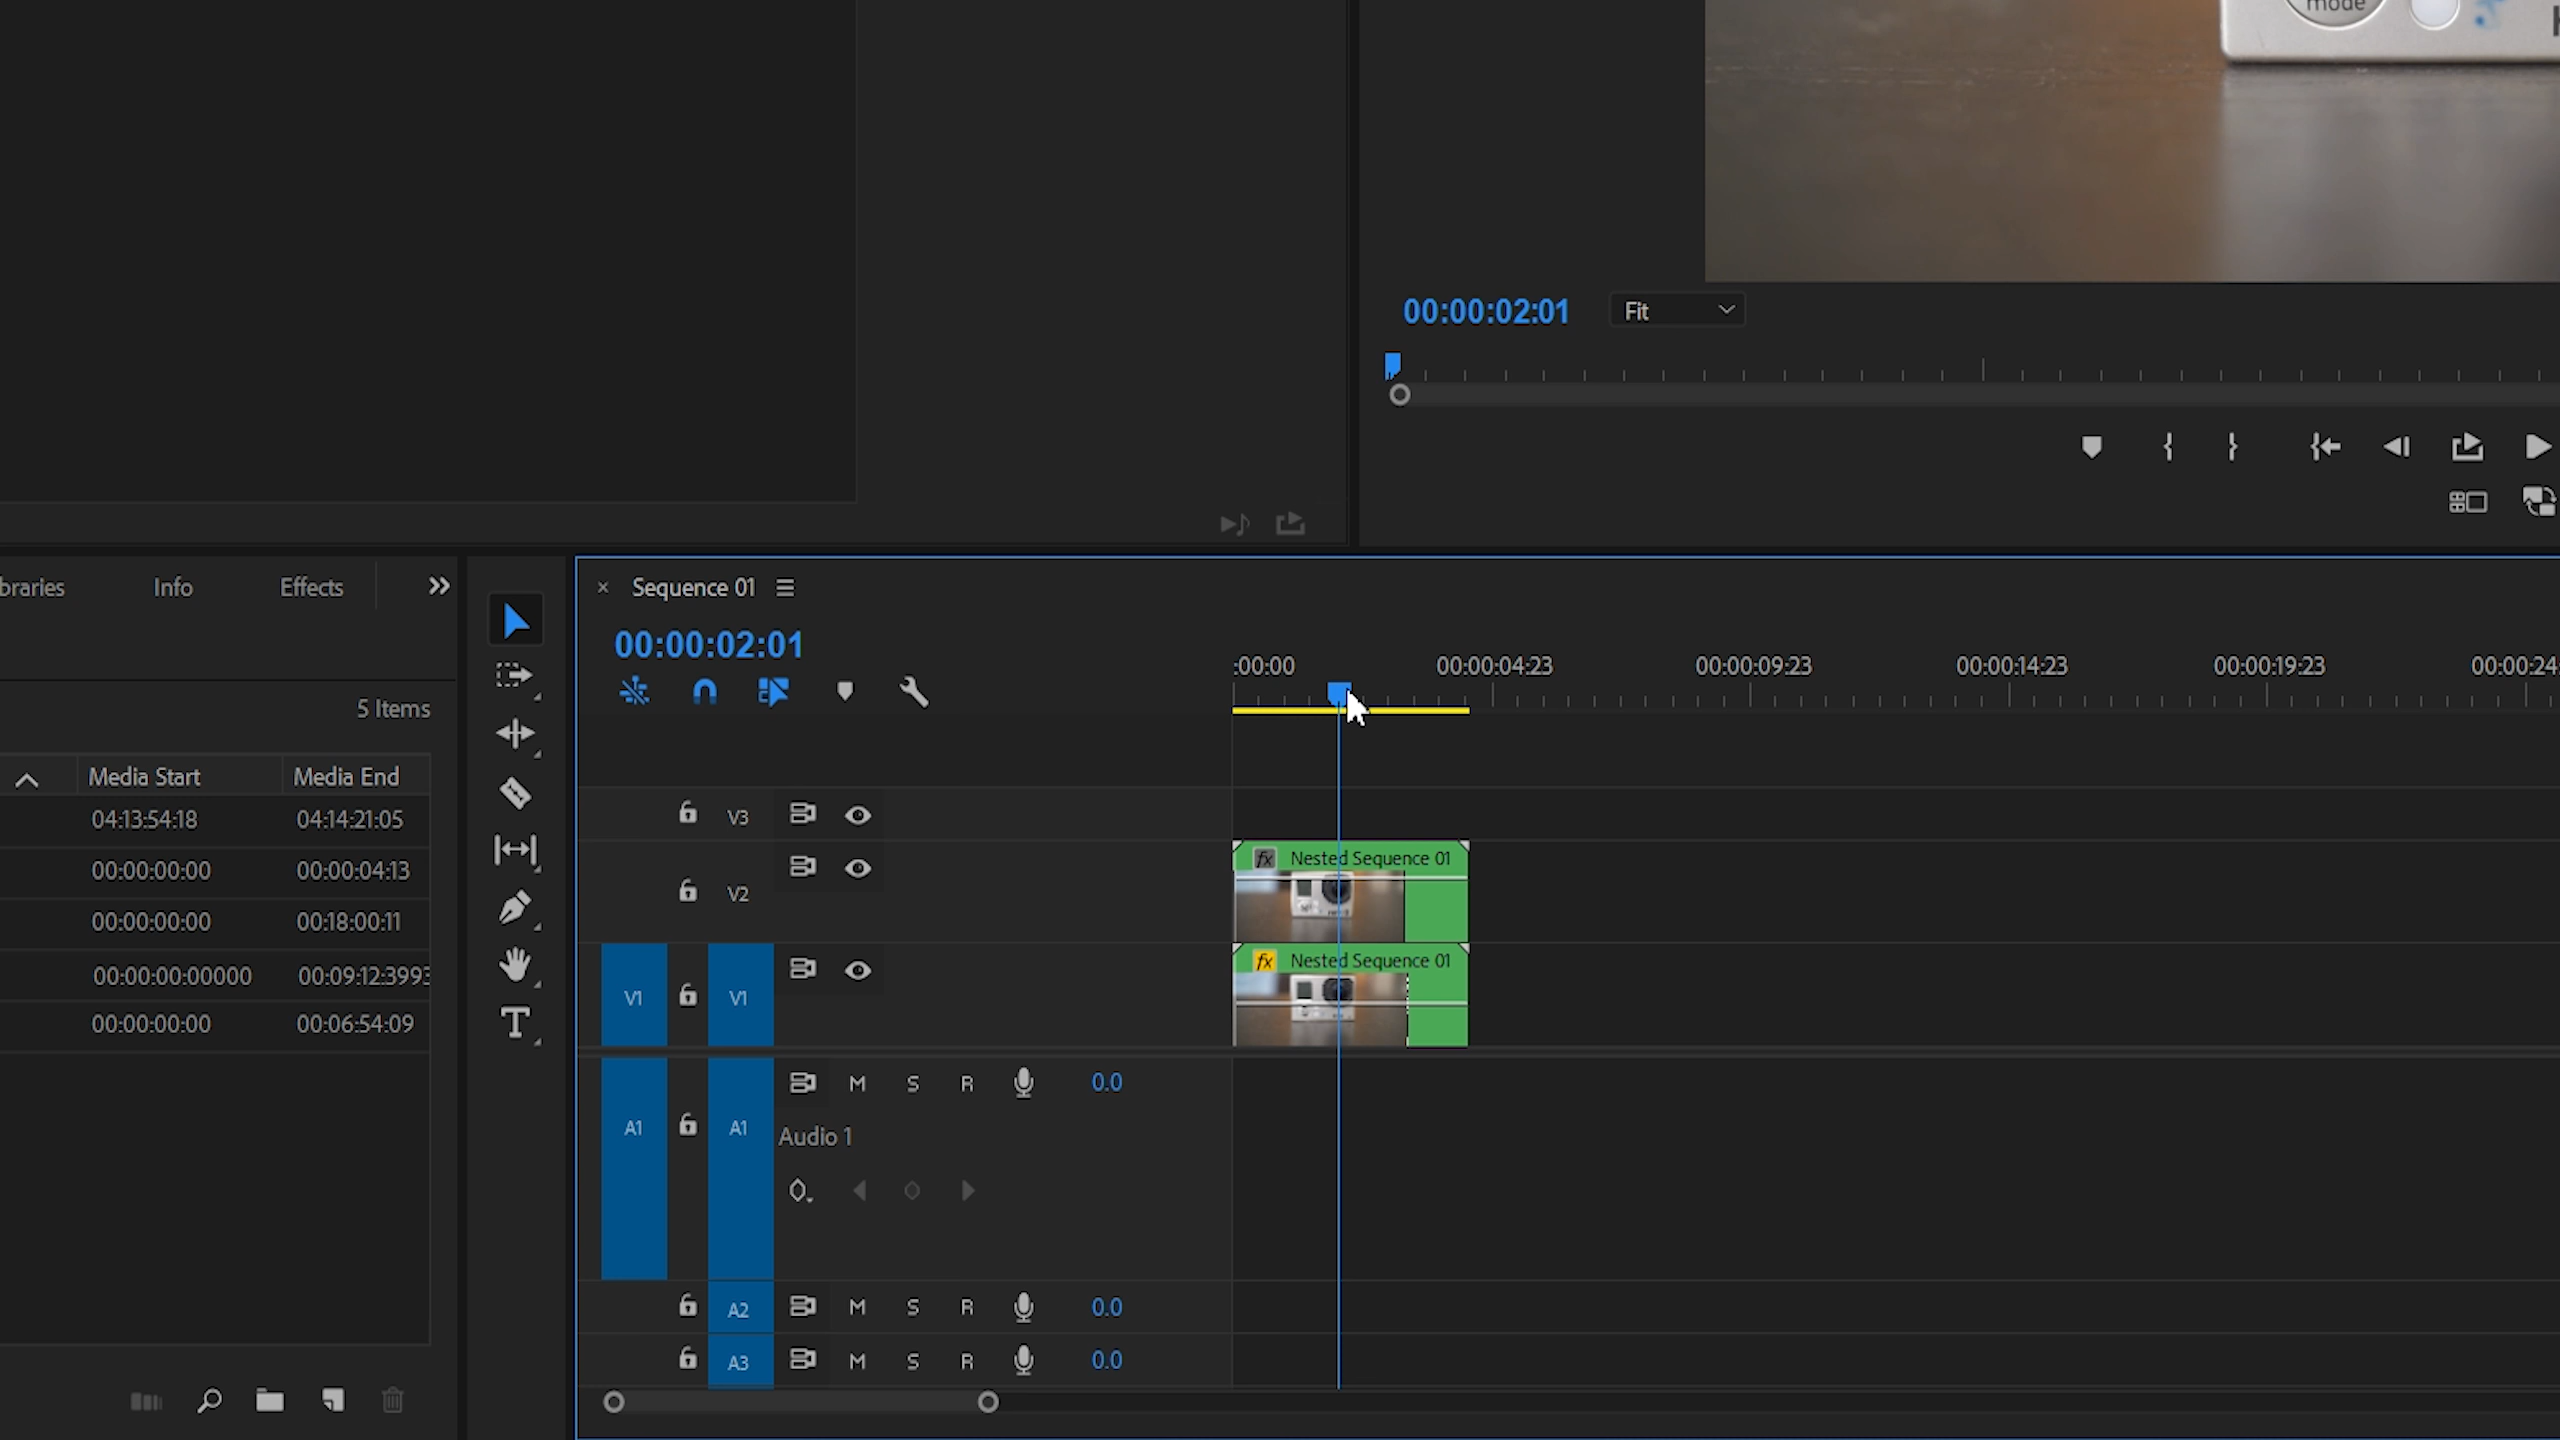 mode
00:00:02:01
Fit
braries
Info
Effects
Sequence 01
00:00:02:01
:00:00
00:00:04:23
00:00:09:23
00:00:14:23
00:00:19:23
00:00:24:
5 Items
Media Start
Media End
04:13:54:18
04:14:21:05
00:00:00:00
00:00:04:13
00:00:00:00
00:18:00:11
00:00:00:00000
00:09:12:3993
00:00:00:00
00:06:54:09
V3
fx Nested Sequence 01
V2
fx Nested Sequence 01
V1
V1
M S R 0.0
A1
A1
Audio 1
A2 M S R 0.0
A3 M S R 0.0